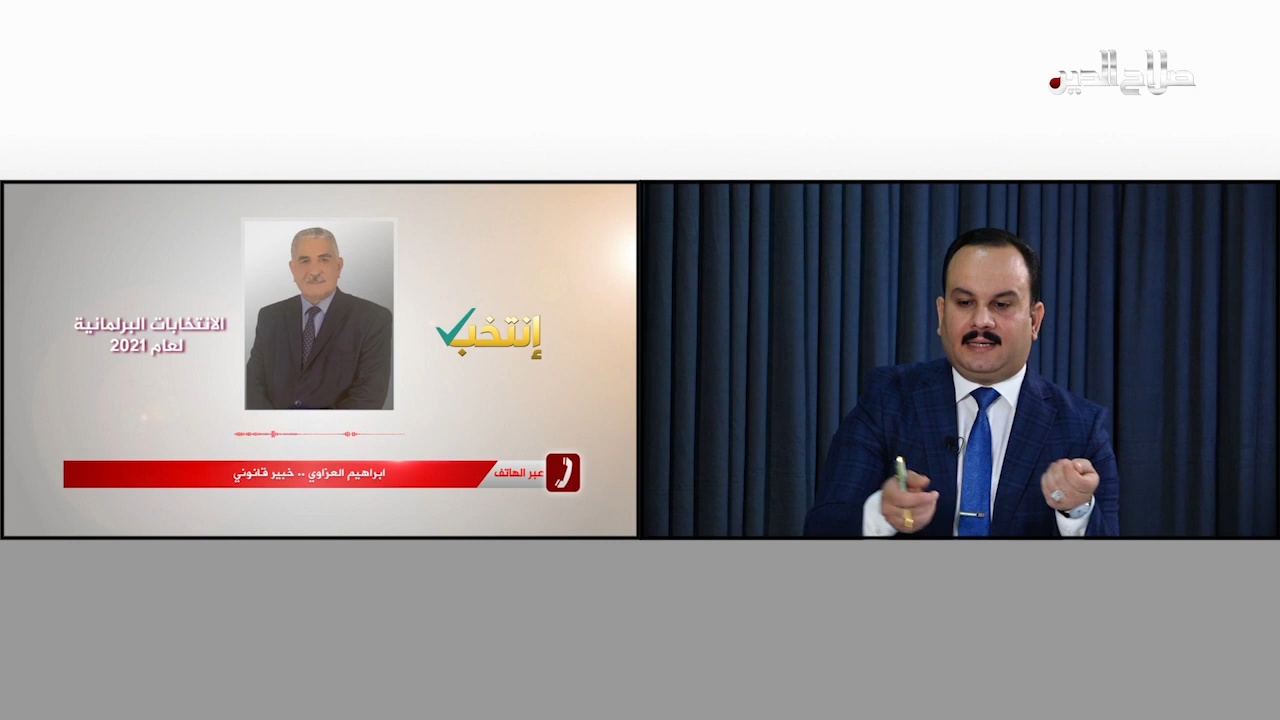 صلاح الدين
إنتخب
الانتخابات البرلمانية
لعام 2021
عبر الهاتف
ابراهيم العزاوي .. خبير قانوني